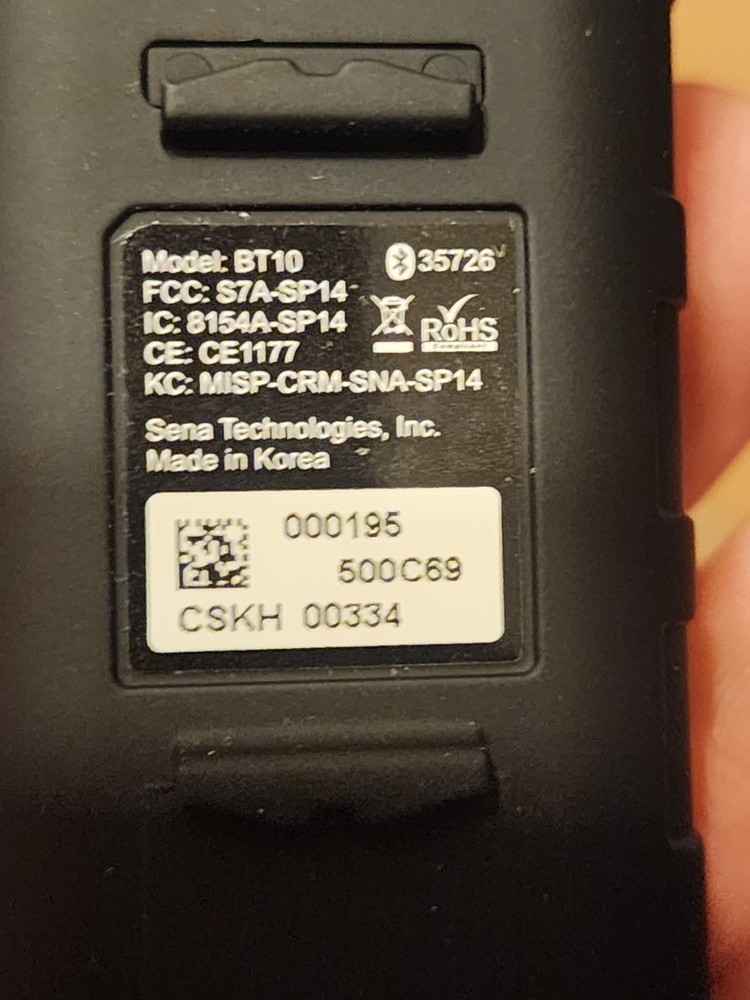 Model: BT10
35726
FCC: S7A-SP14
IC: 8154A-SP14
RoHS
Compliant
CE: CE1177
KC: MISP-CRM-SNA-SP14
Sena Technologies, Inc.
Made in Korea
000195
500C69
CSKH 00334